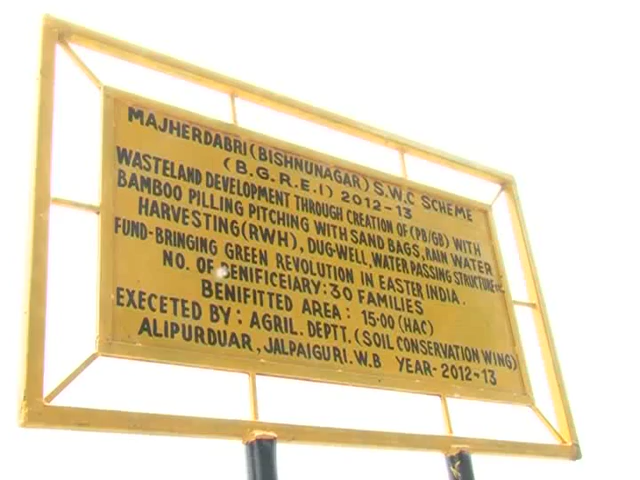 MAJHERDABRI (BISHNUNAGAR) S.W.C SCHEME
(B.G.R.E.I) 2012-13
WASTELAND DEVELOPMENT THROUGH CREATION OF (PB/GB) WITH
BAMBOO PILLING PITCHING WITH SAND BAGS, RAIN WATER
HARVESTING (RWH), DUG-WELL, WATER PASSING STRUCTURE etc.
FUND-BRINGING GREEN REVOLUTION IN EASTER INDIA.
NO. OF BENIFICEIARY: 30 FAMILIES
BENIFITTED AREA: 15.00 (HAC)
EXECETED BY: AGRIL. DEPTT. (SOIL CONSERVATION WING)
ALIPURDUAR, JALPAIGURI. W.B YEAR-2012-13